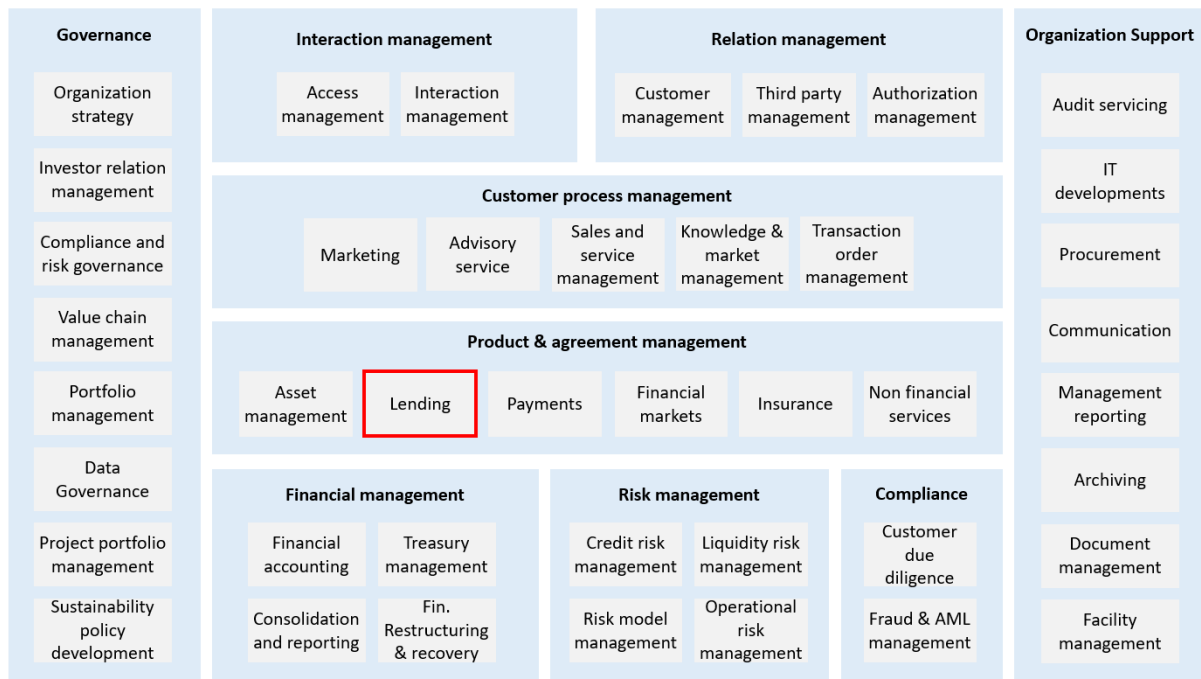 Governance
Organization
strategy
Investor relation
management
Compliance and
risk governance
Value chain
management
Portfolio
management
Data
Governance
Project portfolio
management
Sustainability
policy
development
Interaction management
Access
management
Interaction
management
Relation management
Customer
management
Third party
management
Authorization
management
Customer process management
Marketing
Advisory
service
Sales and
service
management
Knowledge &
market
management
Transaction
order
management
Product & agreement management
Asset
management
Lending
Payments
Financial
markets
Insurance
Non financial
services
Financial management
Financial
accounting
Treasury
management
Consolidation
and reporting
Fin.
Restructuring
& recovery
Risk management
Credit risk
management
Liquidity risk
management
Risk model
management
Operational
risk
management
Compliance
Customer
due
diligence
Fraud & AML
management
Organization Support
Audit servicing
IT
developments
Procurement
Communication
Management
reporting
Archiving
Document
management
Facility
management